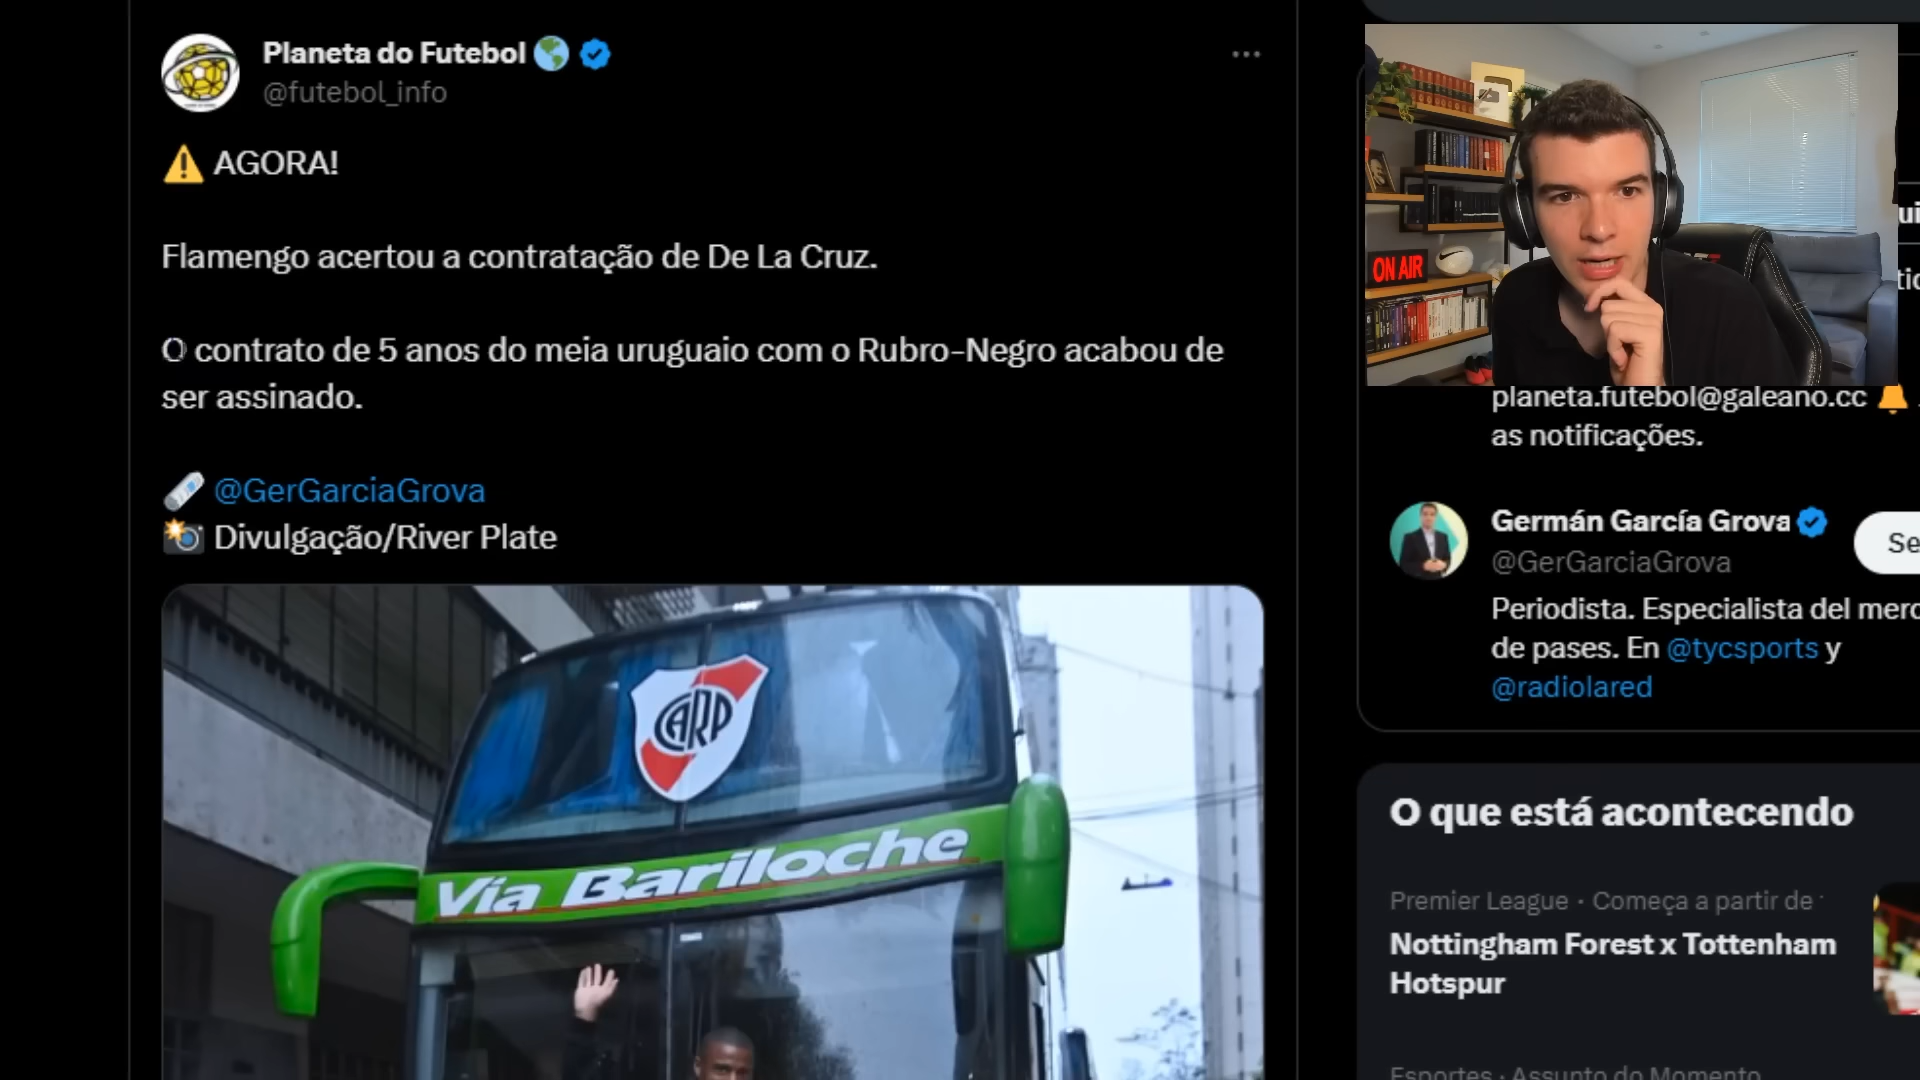 Planeta do Futebol
@futebol_info
AGORA!
Flamengo acertou a contratação de De La Cruz.
O contrato de 5 anos do meia uruguaio com o Rubro-Negro acabou de
ser assinado.
@GerGarciaGrova
Divulgação/River Plate
CARP
Via Bariloche
ON AIR
planeta.futebol@galeano.cc
as notificações.
Germán García Grova
@GerGarciaGrova
Se
Periodista. Especialista del merc
de pases. En @tycsports y
@radiolared
O que está acontecendo
Premier League · Começa a partir de
Nottingham Forest x Tottenham
Hotspur
Esportes · Assunto do Momento